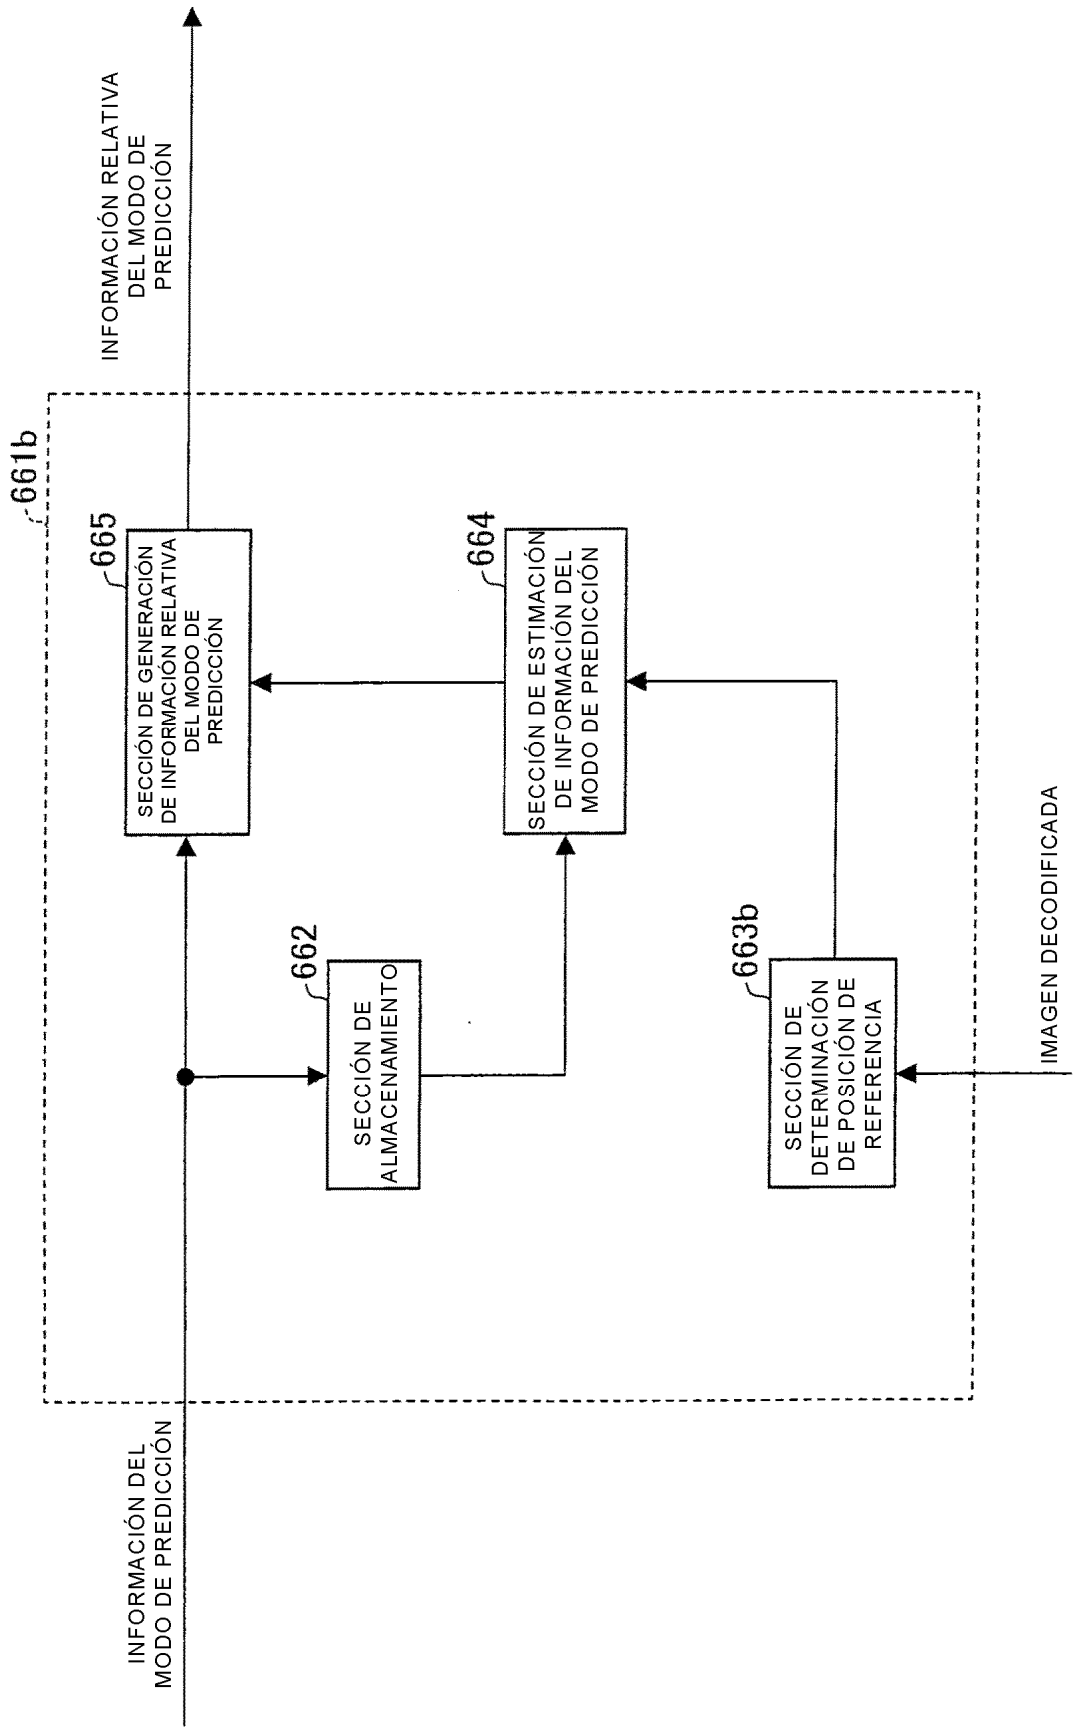 INFORMACIÓN DEL
MODO DE PREDICCIÓN
661b
665
SECCIÓN DE GENERACIÓN
DE INFORMACIÓN RELATIVA
DEL MODO DE
PREDICCIÓN
INFORMACIÓN RELATIVA
DEL MODO DE
PREDICCIÓN
662
SECCIÓN DE
ALMACENAMIENTO
664
SECCIÓN DE ESTIMACIÓN
DE INFORMACIÓN DEL
MODO DE PREDICCIÓN
663b
SECCIÓN DE
DETERMINACIÓN
DE POSICIÓN DE
REFERENCIA
IMAGEN DECODIFICADA